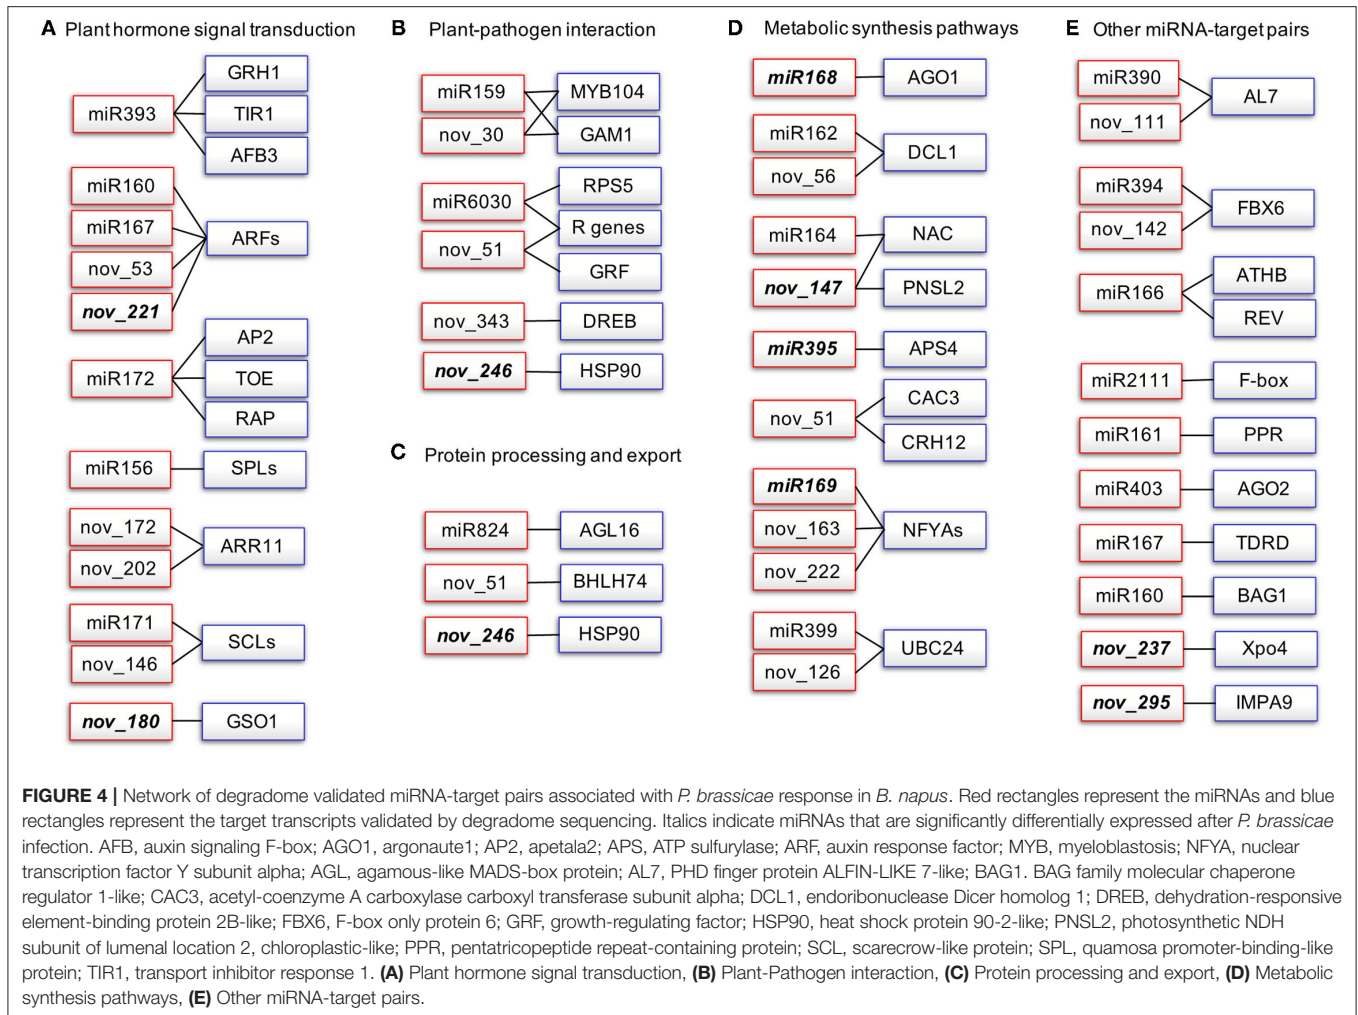 A Plant hormone signal transduction
miR393
GRH1
TIR1
AFB3
miR160
miR167
nov_53
nov_221
ARFs
miR172
AP2
TOE
RAP
miR156
SPLs
nov_172
nov_202
ARR11
miR171
nov_146
SCLs
nov_180
GSO1
B Plant-pathogen interaction
miR159
nov_30
MYB104
GAM1
miR6030
nov_51
RPS5
R genes
GRF
nov_343
DREB
nov_246
HSP90
C Protein processing and export
miR824
AGL16
nov_51
BHLH74
nov_246
HSP90
D Metabolic synthesis pathways
miR168
AGO1
miR162
nov_56
DCL1
miR164
nov_147
NAC
PNSL2
miR395
APS4
nov_51
CAC3
CRH12
miR169
nov_163
nov_222
NFYAs
miR399
nov_126
UBC24
E Other miRNA-target pairs
miR390
nov_111
AL7
miR394
nov_142
FBX6
miR166
ATHB
REV
miR2111
F-box
miR161
PPR
miR403
AGO2
miR167
TDRD
miR160
BAG1
nov_237
Xpo4
nov_295
IMPA9
FIGURE 4 | Network of degradome validated miRNA-target pairs associated with P. brassicae response in B. napus. Red rectangles represent the miRNAs and blue
rectangles represent the target transcripts validated by degradome sequencing. Italics indicate miRNAs that are significantly differentially expressed after P. brassicae
infection. AFB, auxin signaling F-box; AGO1, argonaute1; AP2, apetala2; APS, ATP sulfurylase; ARF, auxin response factor; MYB, myeloblastosis; NFYA, nuclear
transcription factor Y subunit alpha; AGL, agamous-like MADS-box protein; AL7, PHD finger protein ALFIN-LIKE 7-like; BAG1. BAG family molecular chaperone
regulator 1-like; CAC3, acetyl-coenzyme A carboxylase carboxyl transferase subunit alpha; DCL1, endoribonuclease Dicer homolog 1; DREB, dehydration-responsive
element-binding protein 2B-like; FBX6, F-box only protein 6; GRF, growth-regulating factor; HSP90, heat shock protein 90-2-like; PNSL2, photosynthetic NDH
subunit of lumenal location 2, chloroplastic-like; PPR, pentatricopeptide repeat-containing protein; SCL, scarecrow-like protein; SPL, quamosa promoter-binding-like
protein; TIR1, transport inhibitor response 1. (A) Plant hormone signal transduction, (B) Plant-Pathogen interaction, (C) Protein processing and export, (D) Metabolic
synthesis pathways, (E) Other miRNA-target pairs.